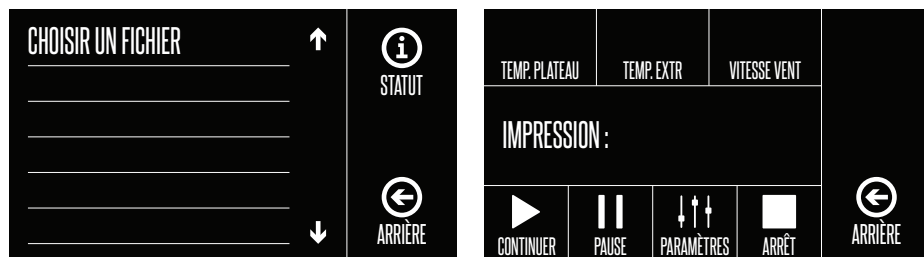 CHOISIR UN FICHIER
STATUT
ARRIÈRE
TEMP. PLATEAU
TEMP. EXTR
VITESSE VENT
IMPRESSION :
CONTINUER
PAUSE
PARAMÈTRES
ARRÊT
ARRIÈRE